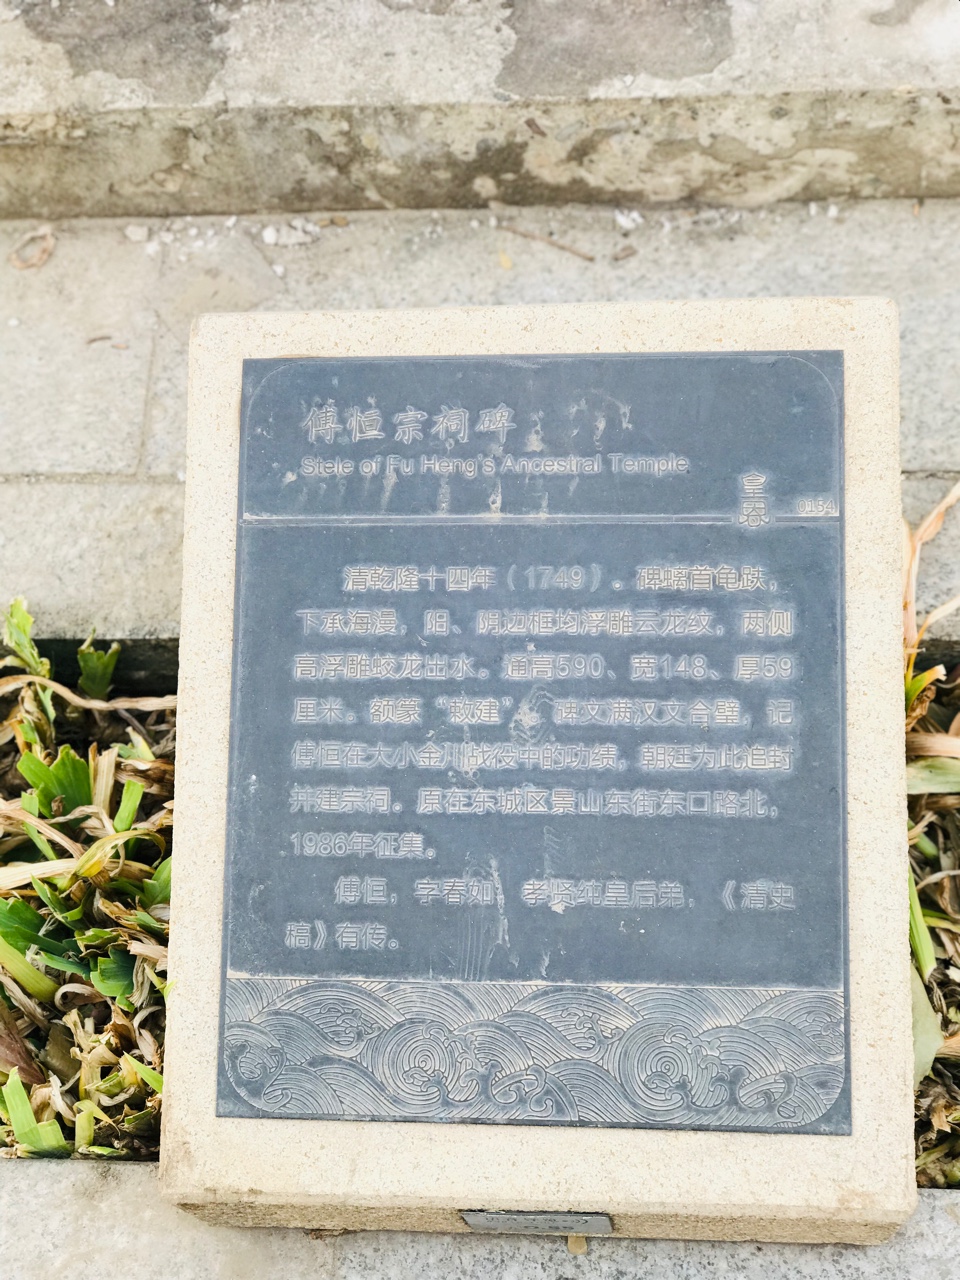 傅恒宗祠碑
Stele of Fu Heng's Ancestral Temple
皇恩
0154
清乾隆十四年（1749）。碑螭首龟趺，
下承海漫，阳、阴边框均浮雕云龙纹，两侧
高浮雕蛟龙出水。通高590、宽148、厚59
厘米。额篆“敕建”，碑文满汉文合璧，记
傅恒在大小金川战役中的功绩，朝廷为此追封
并建宗祠。原在东城区景山东街东口路北，
1986年征集。
傅恒，字春如，孝贤纯皇后弟，《清史
稿》有传。